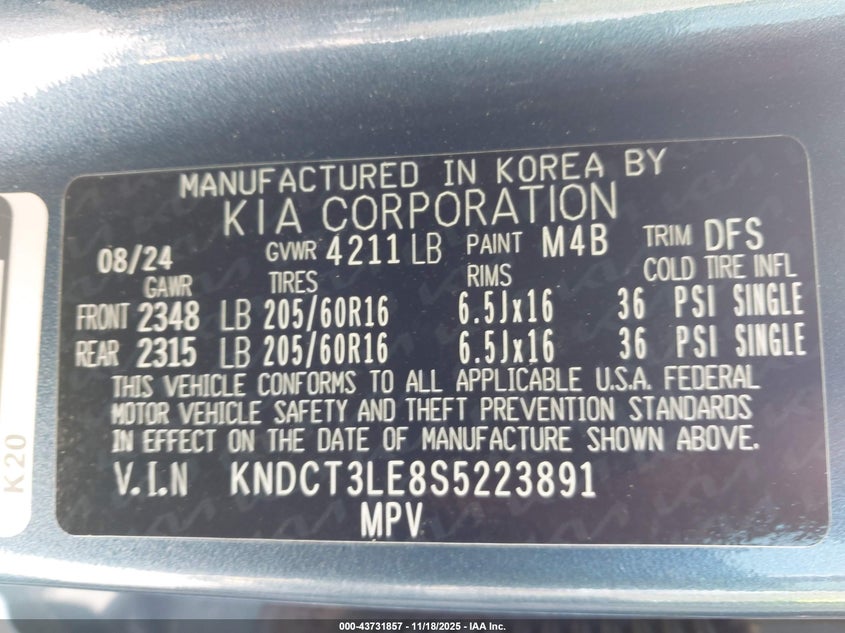 MANUFACTURED IN KOREA BY
KIA CORPORATION
08/24 GVWR 4211 LB PAINT M4B TRIM DFS
GAWR TIRES RIMS COLD TIRE INFL
FRONT 2348 LB 205/60R16 6.5Jx16 36 PSI SINGLE
REAR 2315 LB 205/60R16 6.5Jx16 36 PSI SINGLE
THIS VEHICLE CONFORMS TO ALL APPLICABLE U.S.A. FEDERAL
MOTOR VEHICLE SAFETY AND THEFT PREVENTION STANDARDS
IN EFFECT ON THE DATE OF MANUFACTURE SHOWN ABOVE.
V.I.N KNDCT3LE8S5223891
MPV
K20
000-43731857 - 11/18/2025 - IAA Inc.